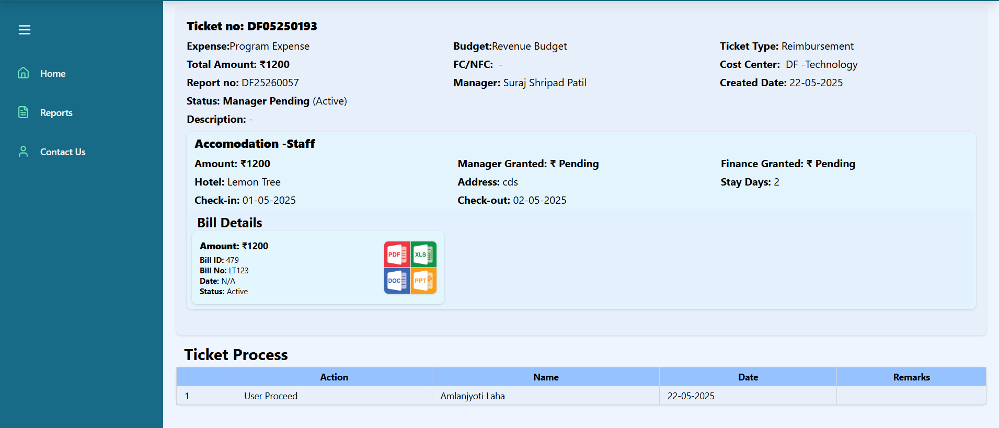 Home
Reports
Contact Us
Ticket no: DF05250193
Expense:Program Expense Budget:Revenue Budget Ticket Type: Reimbursement
Total Amount: ₹1200 FC/NFC: - Cost Center: DF -Technology
Report no: DF25260057 Manager: Suraj Shripad Patil Created Date: 22-05-2025
Status: Manager Pending (Active)
Description: -
Accomodation -Staff
Amount: ₹1200 Manager Granted: ₹ Pending Finance Granted: ₹ Pending
Hotel: Lemon Tree Address: cds Stay Days: 2
Check-in: 01-05-2025 Check-out: 02-05-2025
Bill Details
Amount: ₹1200
Bill ID: 479
Bill No: LT123
Date: N/A
Status: Active
PDF XLS
DOC PPT
Ticket Process
Action Name Date Remarks
1 User Proceed Amlanjyoti Laha 22-05-2025